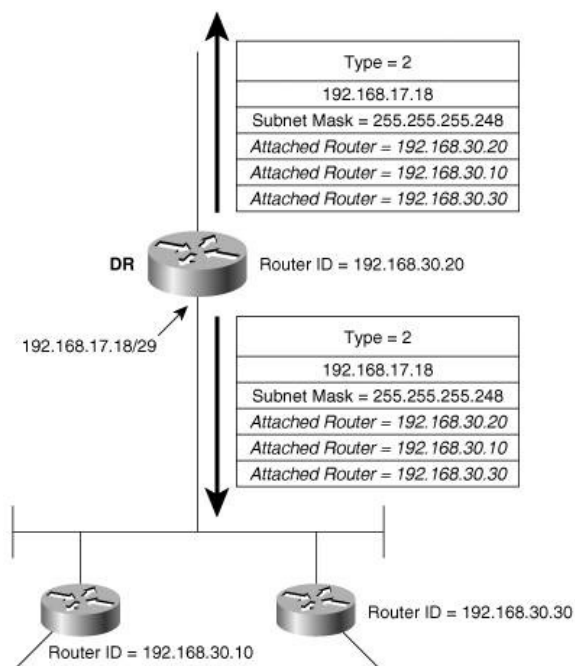 Type = 2
192.168.17.18
Subnet Mask = 255.255.255.248
Attached Router = 192.168.30.20
Attached Router = 192.168.30.10
Attached Router = 192.168.30.30
DR
Router ID = 192.168.30.20
192.168.17.18/29
Type = 2
192.168.17.18
Subnet Mask = 255.255.255.248
Attached Router = 192.168.30.20
Attached Router = 192.168.30.10
Attached Router = 192.168.30.30
Router ID = 192.168.30.30
Router ID = 192.168.30.10